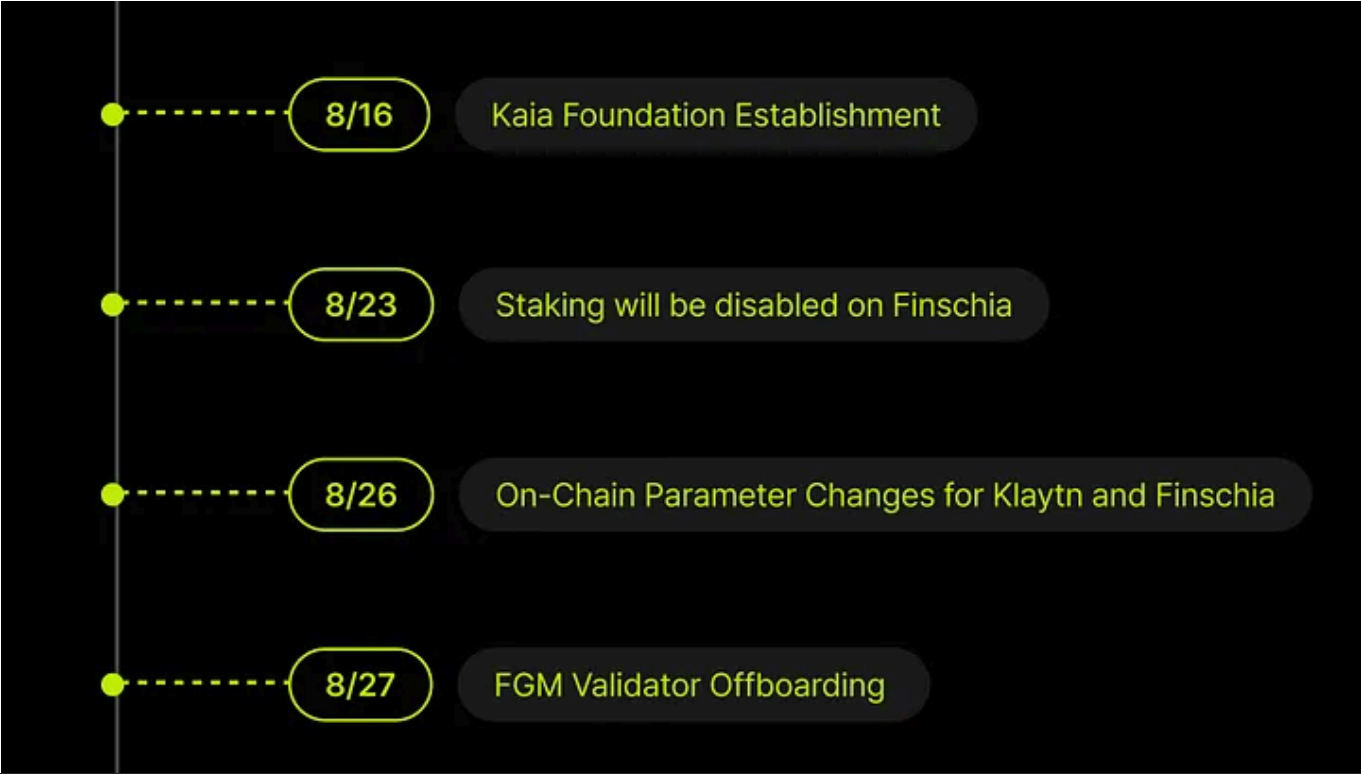 8/16 Kaia Foundation Establishment
8/23 Staking will be disabled on Finschia
8/26 On-Chain Parameter Changes for Klaytn and Finschia
8/27 FGM Validator Offboarding